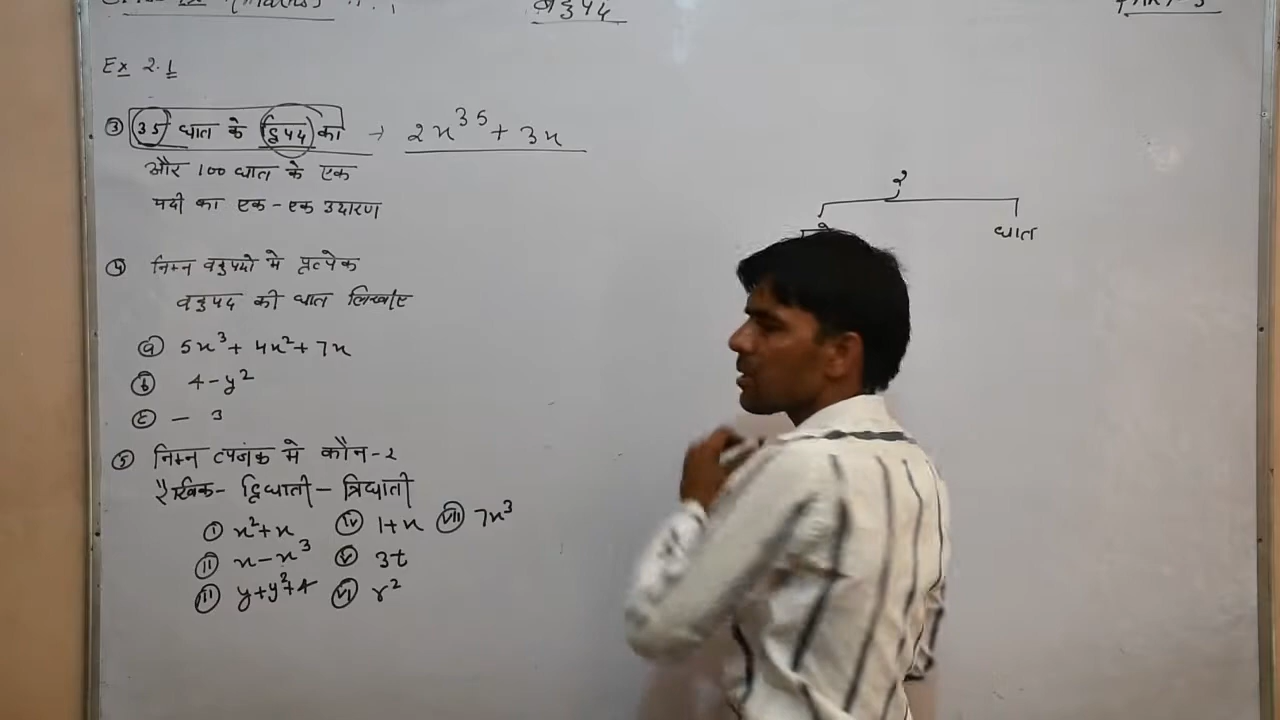 बहुपद
Ex 2.1
③ 35 घात के द्विपद का → 2x³⁵ + 3x
और 100 घात के एक
पदी का एक-एक उदारण
④ निम्न बहुपदो मे प्रत्येक
बहुपद की घात लिखिए
ⓐ 5x³ + 4x² + 7x
ⓑ 4 - y²
ⓒ - 3
⑤ निम्न व्यंजक मे कौन-२
रैखिक - द्विघाती - त्रिघाती
ⓘ x² + x ⓘⓥ 1 + x ⓥⓘⓘ 7x³
ⓘⓘ x - x³ ⓥ 3t
ⓘⓘⓘ y + y² + 4 ⓥⓘ r²
घात